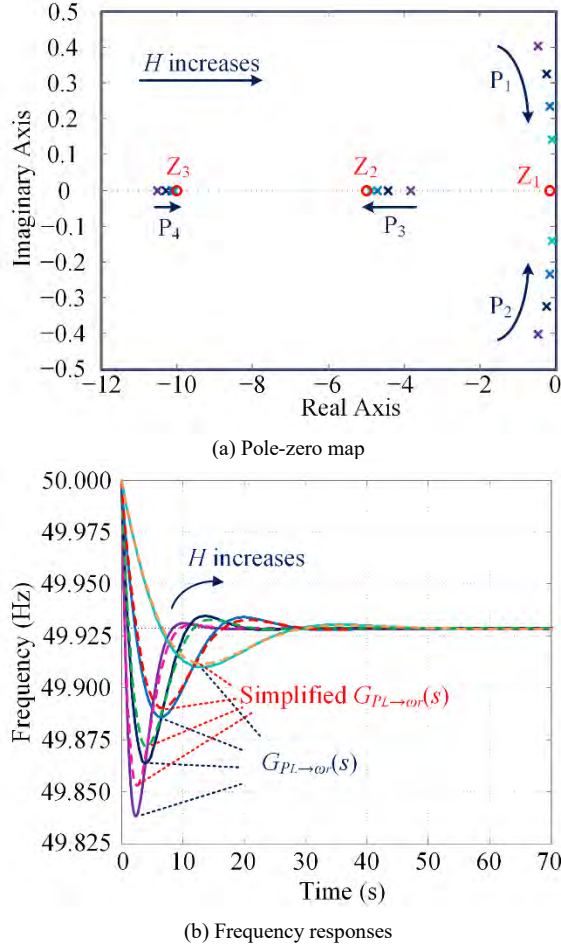 0.5
0.4
0.3
0.2
0.1
0
−0.1
−0.2
−0.3
−0.4
−0.5
Imaginary Axis
H increases
P1
Z3
Z2
Z1
P4
P3
P2
−12 −10 −8 −6 −4 −2 0
Real Axis
(a) Pole-zero map
50.000
49.975
49.950
49.925
49.900
49.875
49.850
49.825
Frequency (Hz)
H increases
Simplified GPL→ωr(s)
GPL→ωr(s)
0 10 20 30 40 50 60 70
Time (s)
(b) Frequency responses